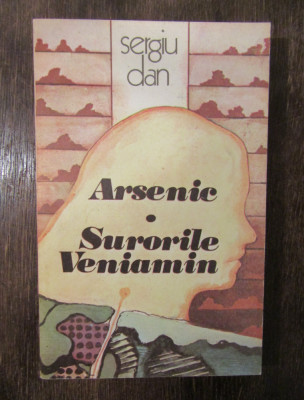 sergiu
dan
Arsenic
•
Surorile
Veniamin